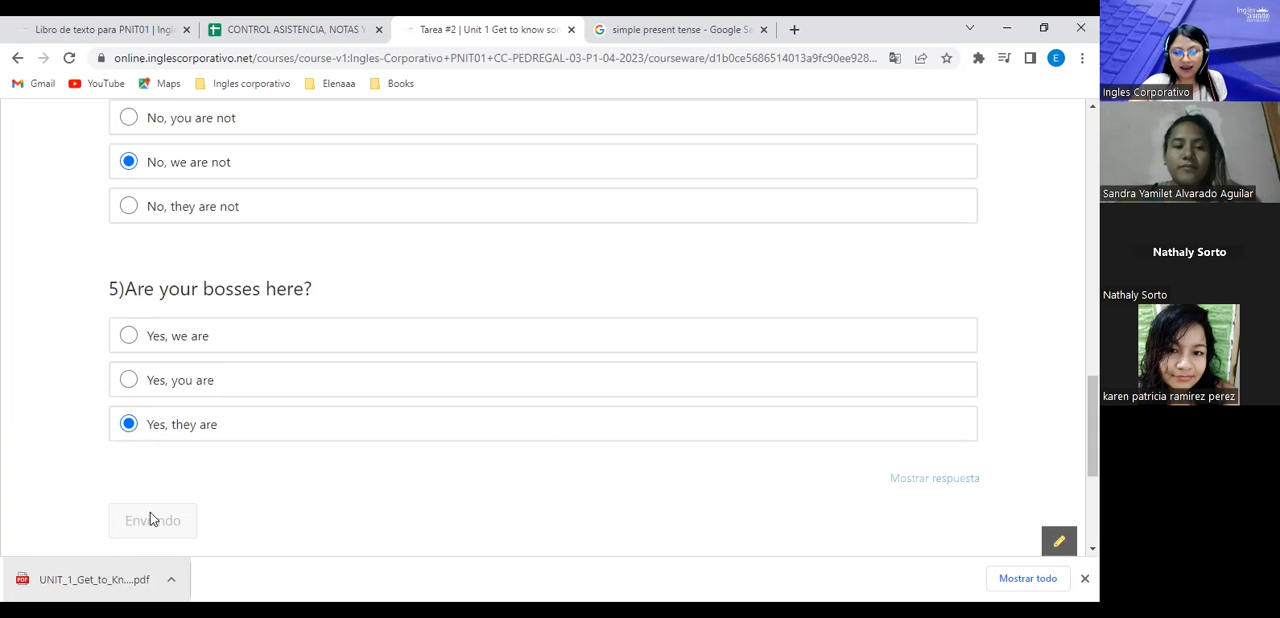 Libro de texto para PNIT01 | Ingl
CONTROL ASISTENCIA, NOTAS Y
Tarea #2 | Unit 1 Get to know so
simple present tense - Google Se
online.inglescorporativo.net/courses/course-v1:Ingles-Corporativo+PNIT01-AC-PEDREGAL-03-P1-04-2023/courseware/d1b0ce3686514013a9fc90ee928...
E
Gmail
YouTube
Maps
Ingles corporativo
Elenaaa
Books
No, you are not
No, we are not
No, they are not
5)Are your bosses here?
Yes, we are
Yes, you are
Yes, they are
Mostrar respuesta
Enviando
UNIT_1_Get_to_Kn....pdf
Mostrar todo
Ingles Corporativo
Sandra Yamilet Alvarado Aguilar
Nathaly Sorto
Nathaly Sorto
karen patricia ramirez perez